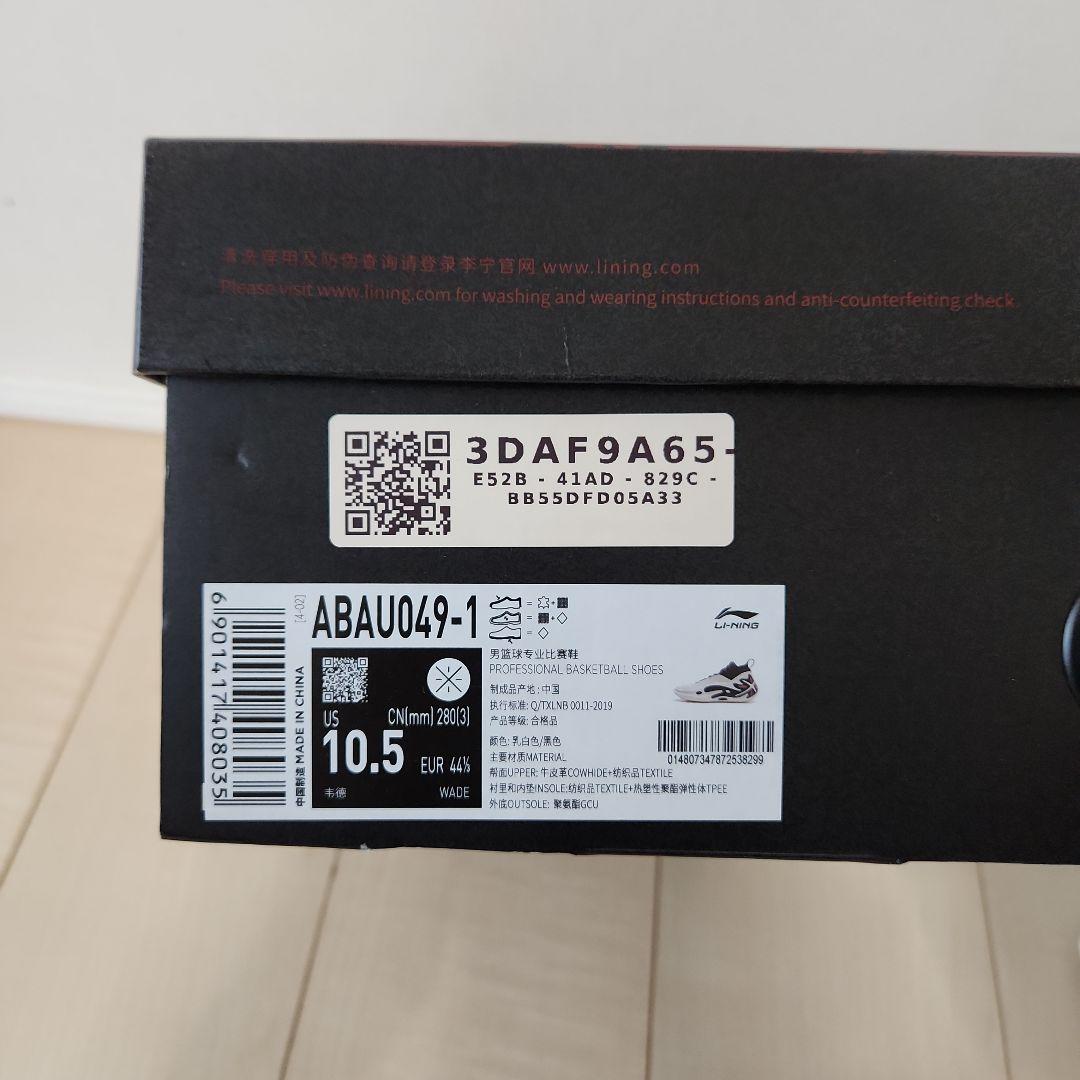 清洗穿用及防伪查询请登录李宁官网 www.lining.com
Please visit www.lining.com for washing and wearing instructions and anti-counterfeiting check.
3DAF9A65-
E52B - 41AD - 829C -
BB55DFD05A33
6901417408035
中國制造 MADE IN CHINA
[4-02]
ABAU049-1
US
CN(mm) 280(3)
10.5
EUR 44⅓
韦德
WADE
男篮球专业比赛鞋
PROFESSIONAL BASKETBALL SHOES
制成品产地: 中国
执行标准: Q/TXLNB 0011-2019
产品等级: 合格品
颜色: 乳白色/黑色
主要材质MATERIAL
帮面UPPER: 牛皮革COWHIDE+纺织品TEXTILE
衬里和内垫INSOLE:纺织品TEXTILE+热塑性聚酯弹性体TPEE
外底OUTSOLE: 聚氨酯GCU
LI-NING
014807347872538299